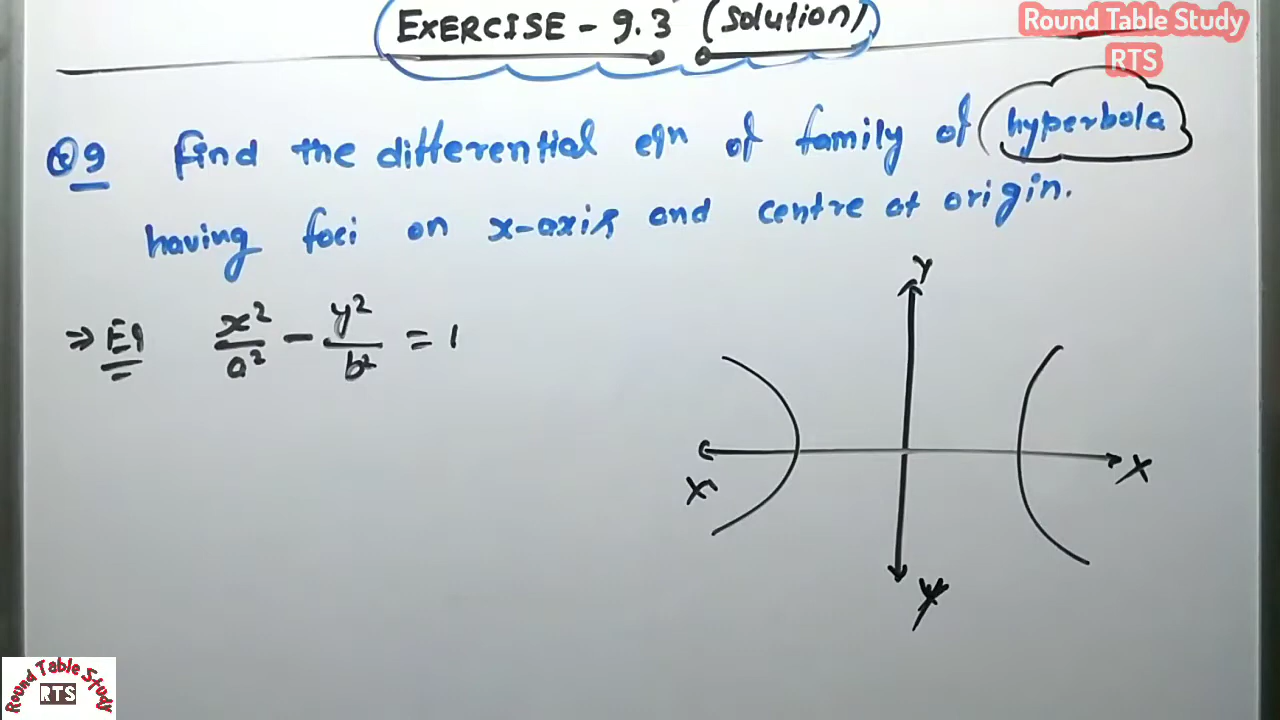 EXERCISE - 9.3 (Solution)
Round Table Study
RTS
Q9 Find the differential eqn of family of hyperbola
having foci on x-axis and centre at origin.
⇒ Eq x²/a² - y²/b² = 1
Y
X' X
Y'
Round Table Study
RTS